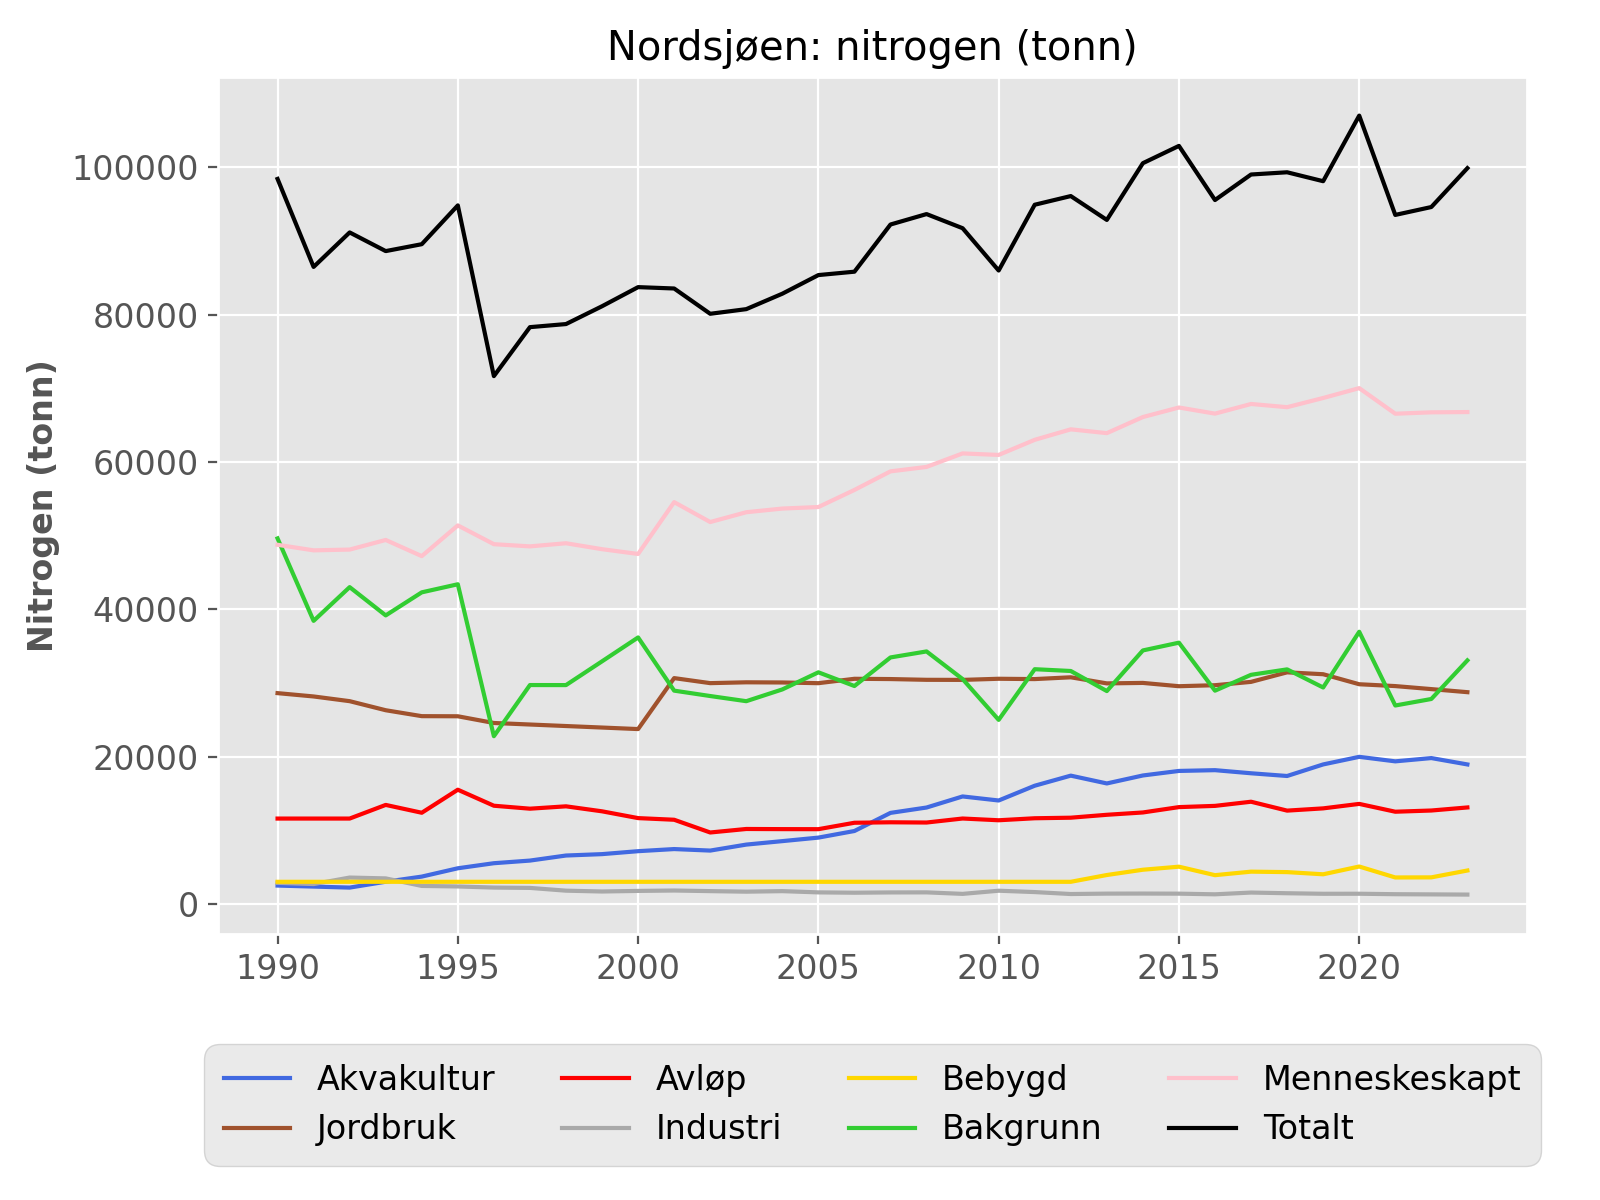 Nordsjøen: nitrogen (tonn)
Nitrogen (tonn)
100000
80000
60000
40000
20000
0
1990 1995 2000 2005 2010 2015 2020
Akvakultur Avløp Bebygd Menneskeskapt
Jordbruk Industri Bakgrunn Totalt